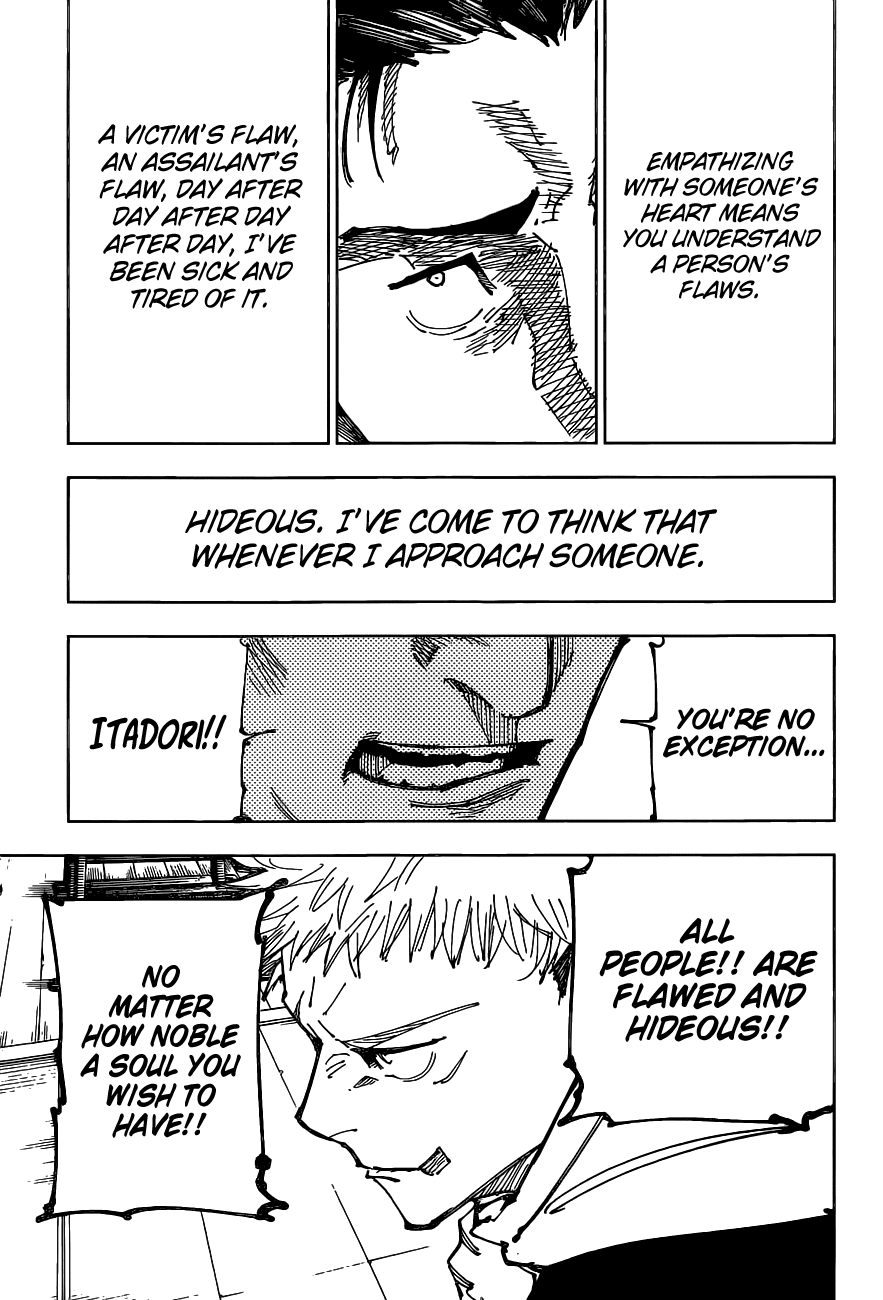 EMPATHIZING
WITH SOMEONE'S
HEART MEANS
YOU UNDERSTAND
A PERSON'S
FLAWS.
A VICTIM'S FLAW,
AN ASSAILANT'S
FLAW, DAY AFTER
DAY AFTER DAY
AFTER DAY, I'VE
BEEN SICK AND
TIRED OF IT.
HIDEOUS. I'VE COME TO THINK THAT
WHENEVER I APPROACH SOMEONE.
YOU'RE NO
EXCEPTION...
ITADORI!!
ALL
PEOPLE!! ARE
FLAWED AND
HIDEOUS!!
NO
MATTER
HOW NOBLE
A SOUL YOU
WISH TO
HAVE!!